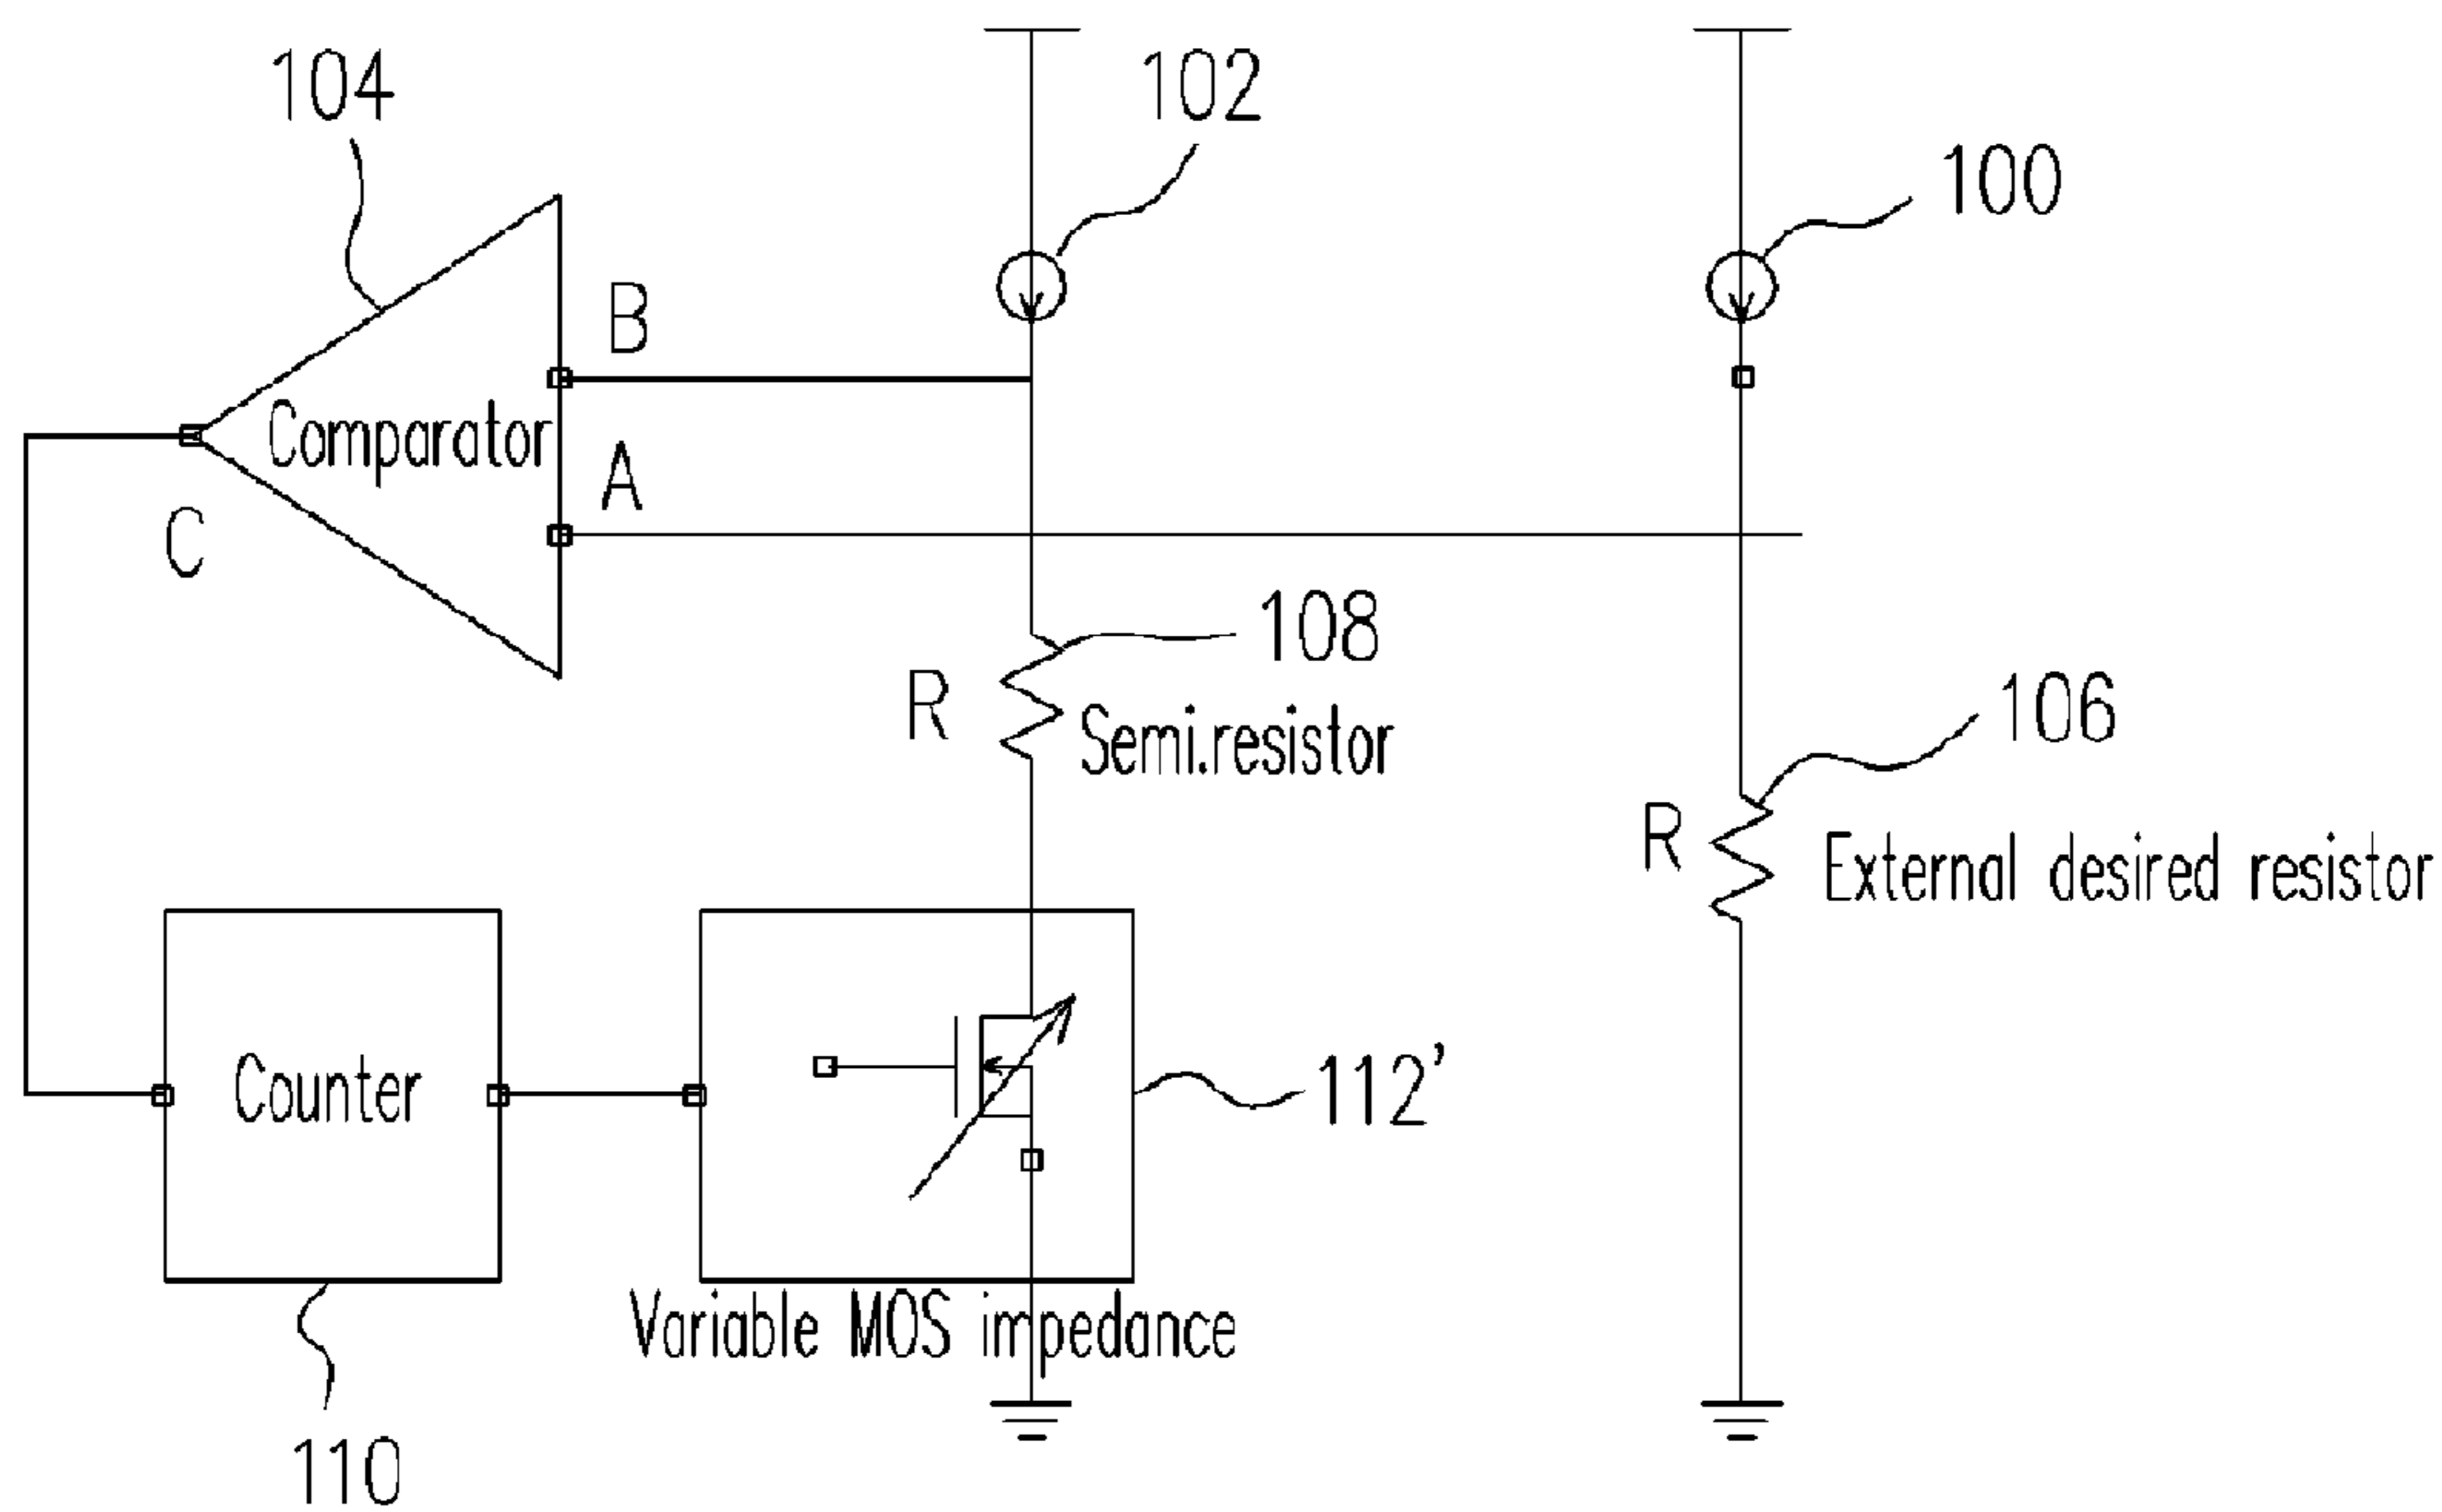 104
102
100
B
Comparator
A
C
108
R
Semi.resistor
106
R
External desired resistor
Counter
112'
Variable MOS impedance
110